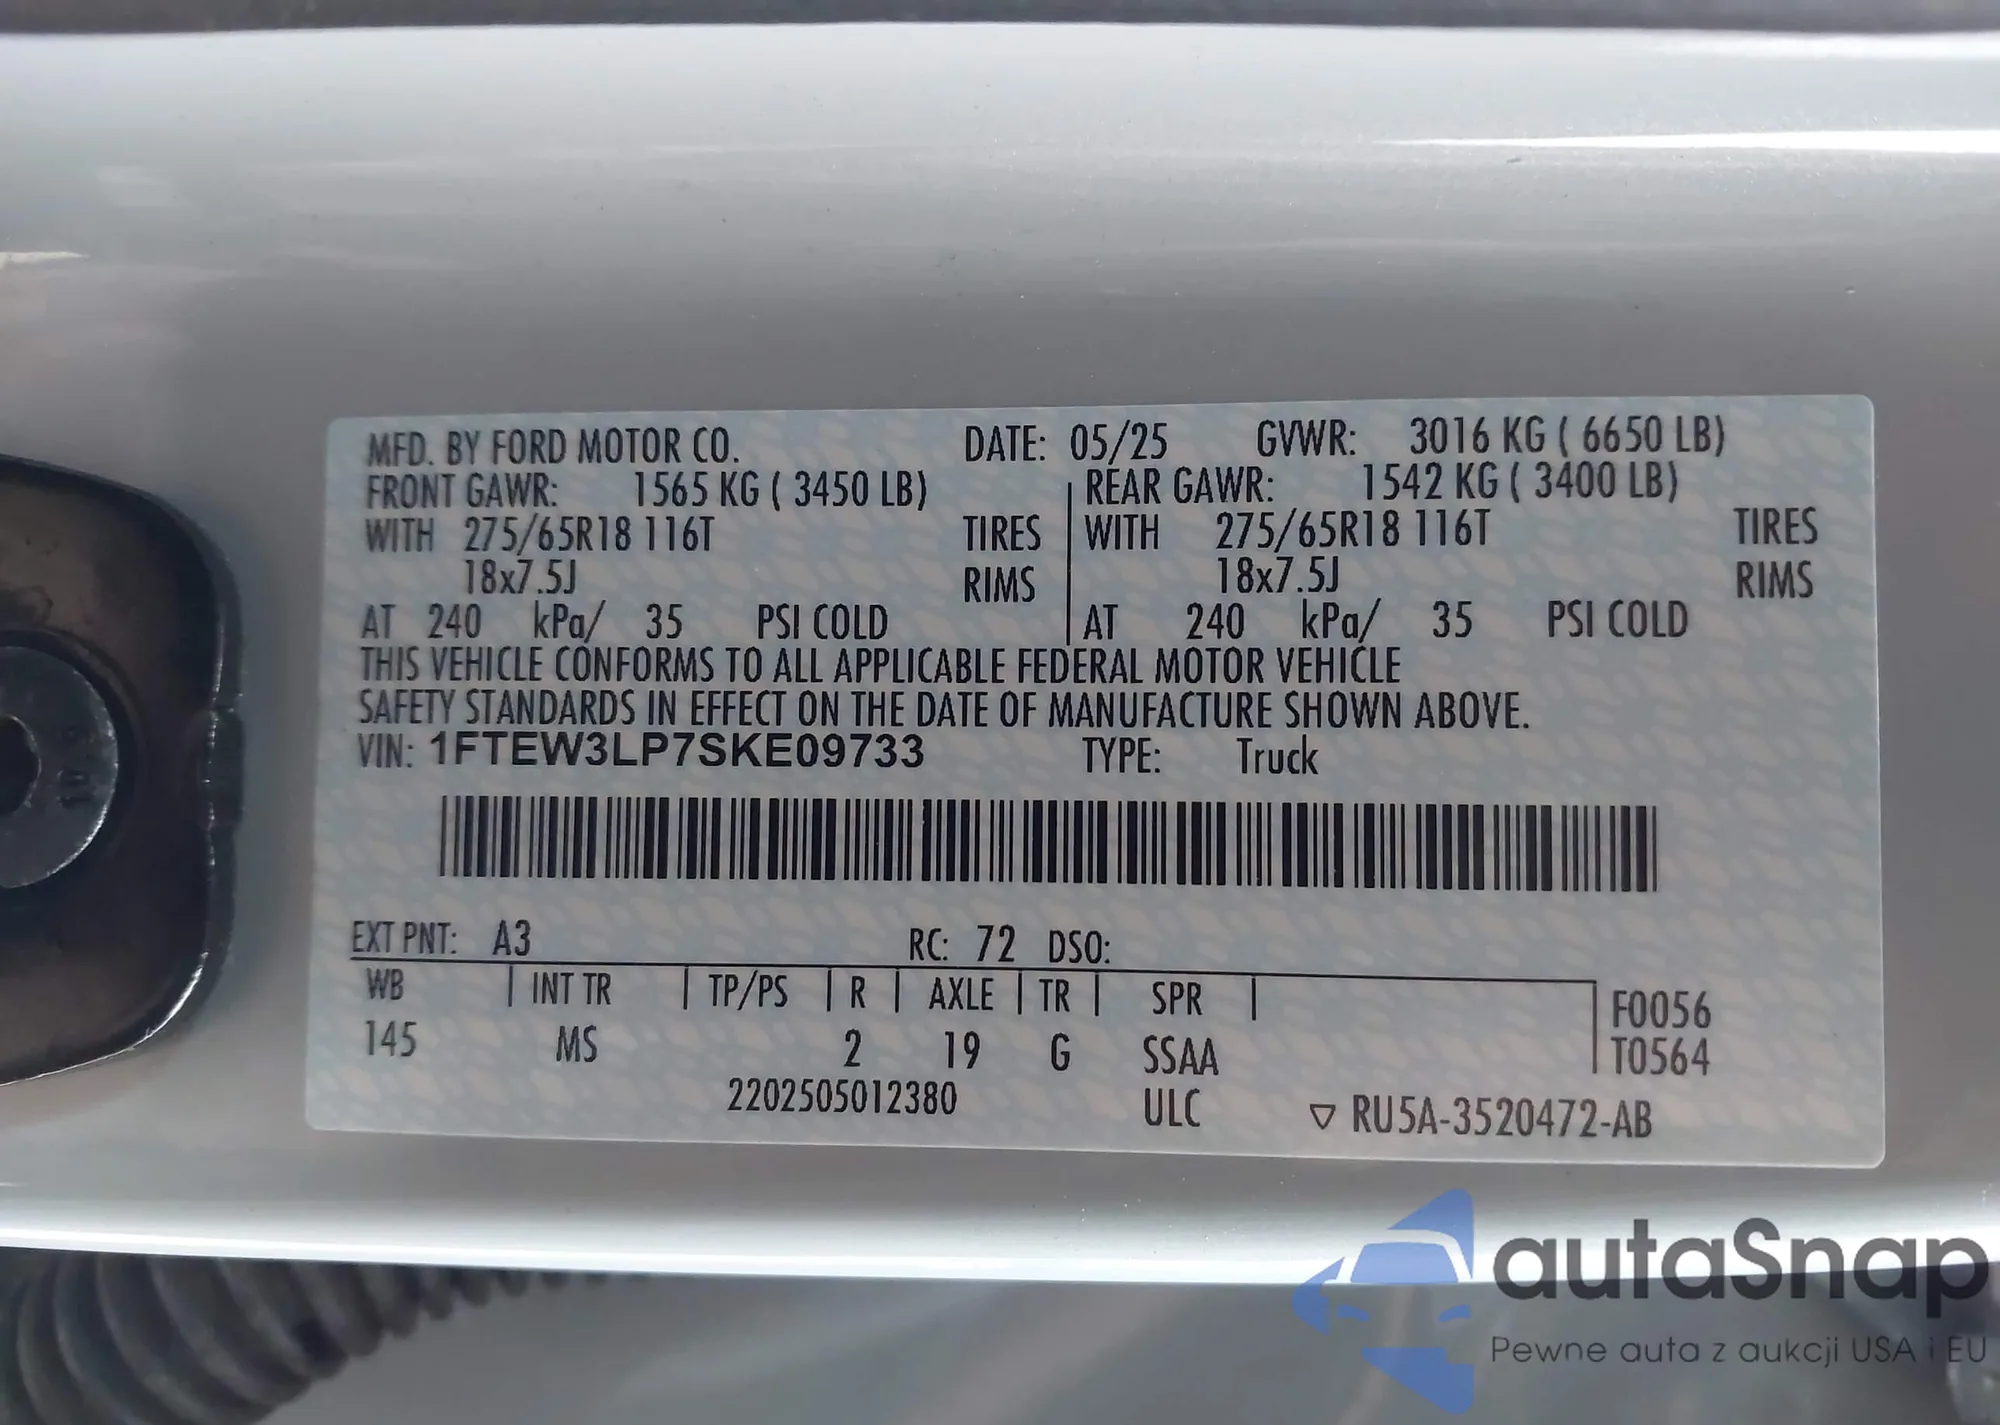 MFD. BY FORD MOTOR CO. DATE: 05/25 GVWR: 3016 KG ( 6650 LB)
FRONT GAWR: 1565 KG ( 3450 LB) REAR GAWR: 1542 KG ( 3400 LB)
WITH 275/65R18 116T TIRES WITH 275/65R18 116T TIRES
18x7.5J RIMS 18x7.5J RIMS
AT 240 kPa/ 35 PSI COLD AT 240 kPa/ 35 PSI COLD
THIS VEHICLE CONFORMS TO ALL APPLICABLE FEDERAL MOTOR VEHICLE
SAFETY STANDARDS IN EFFECT ON THE DATE OF MANUFACTURE SHOWN ABOVE.
VIN: 1FTEW3LP7SKE09733 TYPE: Truck
EXT PNT: A3 RC: 72 DSO:
WB INT TR TP/PS R AXLE TR SPR F0056
145 MS 2 19 G SSAA T0564
2202505012380 ULC ▽ RU5A-3520472-AB
autaSnap
Pewne auta z aukcji USA i EU